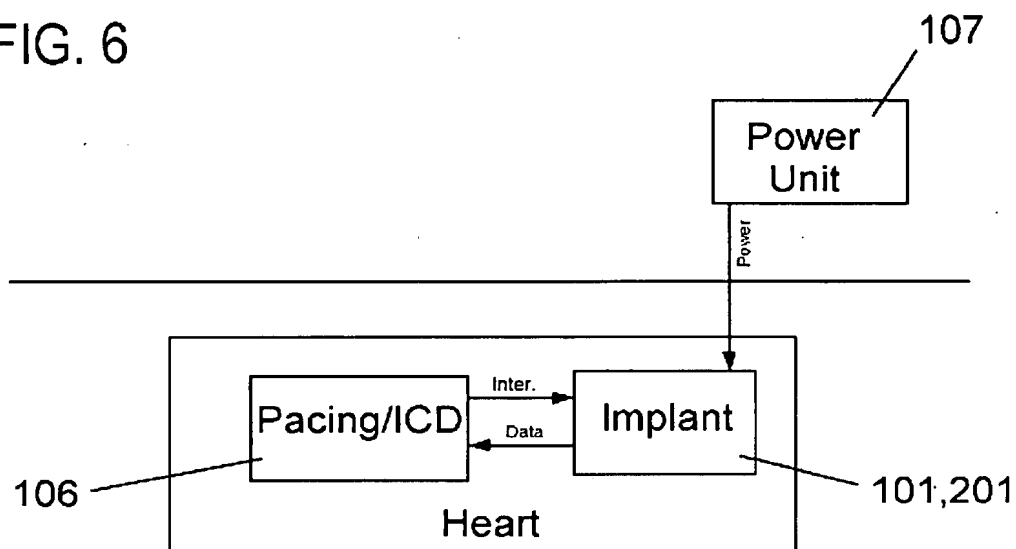 FIG. 6
107
Power
Unit
Power
Inter.
Pacing/ICD
Implant
Data
106
101,201
Heart